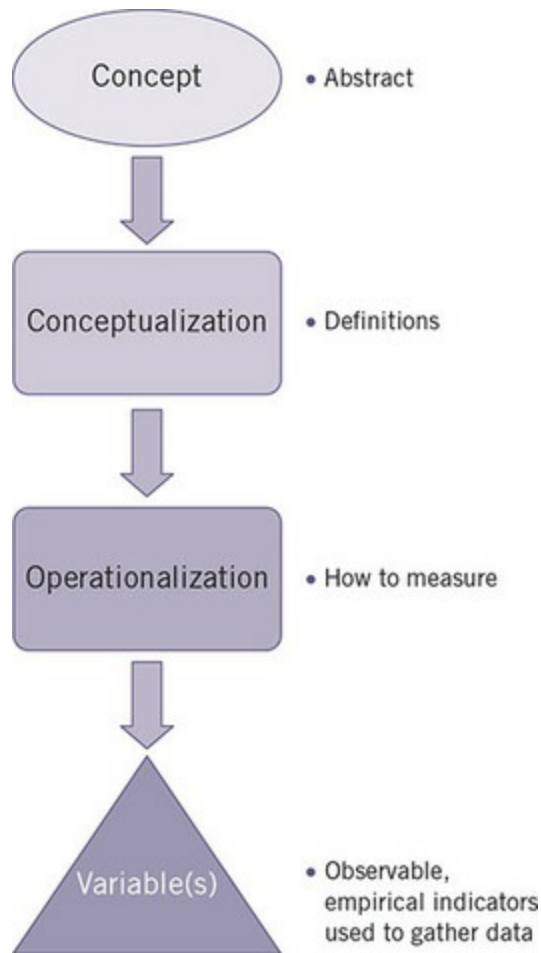 Concept
• Abstract
Conceptualization
• Definitions
Operationalization
• How to measure
Variable(s)
• Observable,
empirical indicators
used to gather data